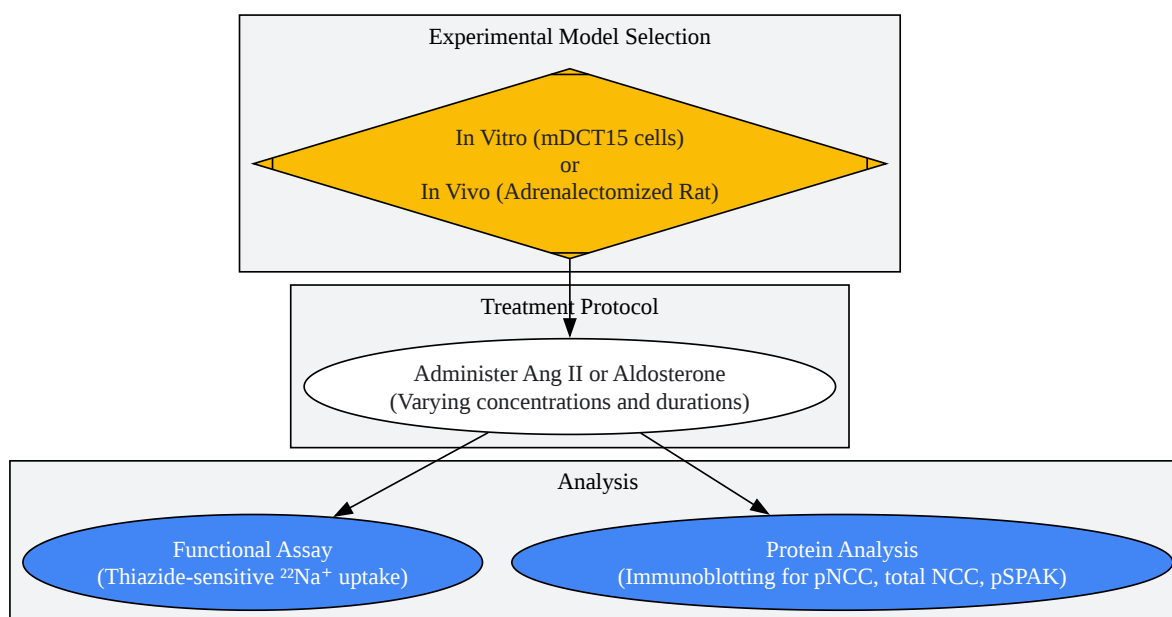 Experimental Model Selection
In Vitro (mDCT15 cells)
or
In Vivo (Adrenalectomized Rat)
Treatment Protocol
Administer Ang II or Aldosterone
(Varying concentrations and durations)
Analysis
Functional Assay
(Thiazide-sensitive ²²Na⁺ uptake)
Protein Analysis
(Immunoblotting for pNCC, total NCC, pSPAK)